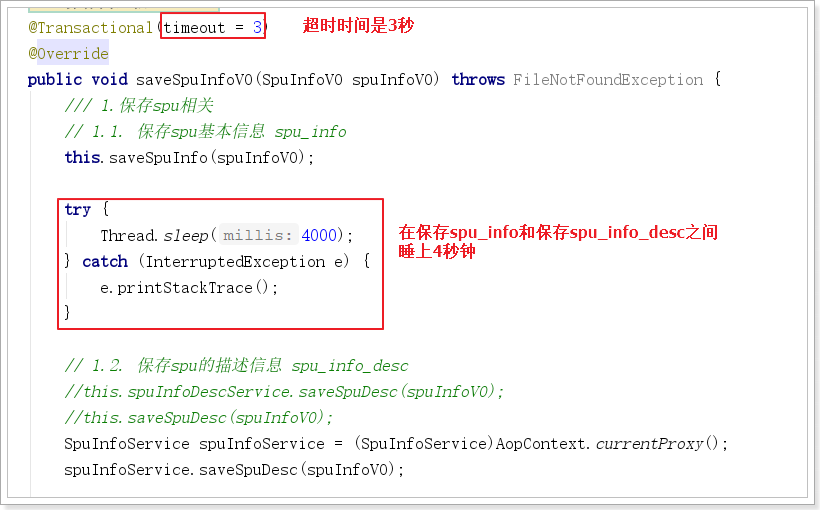 @Transactional(timeout = 3) 超时时间是3秒
@Override
public void saveSpuInfoVO(SpuInfoVO spuInfoVO) throws FileNotFoundException {
/// 1.保存spu相关
// 1.1. 保存spu基本信息 spu_info
this.saveSpuInfo(spuInfoVO);
try {
Thread.sleep( millis: 4000);
} catch (InterruptedException e) {
e.printStackTrace();
}
在保存spu_info和保存spu_info_desc之间
睡上4秒钟
// 1.2. 保存spu的描述信息 spu_info_desc
//this.spuInfoDescService.saveSpuDesc(spuInfoVO);
//this.saveSpuDesc(spuInfoVO);
SpuInfoService spuInfoService = (SpuInfoService)AopContext.currentProxy();
spuInfoService.saveSpuDesc(spuInfoVO);